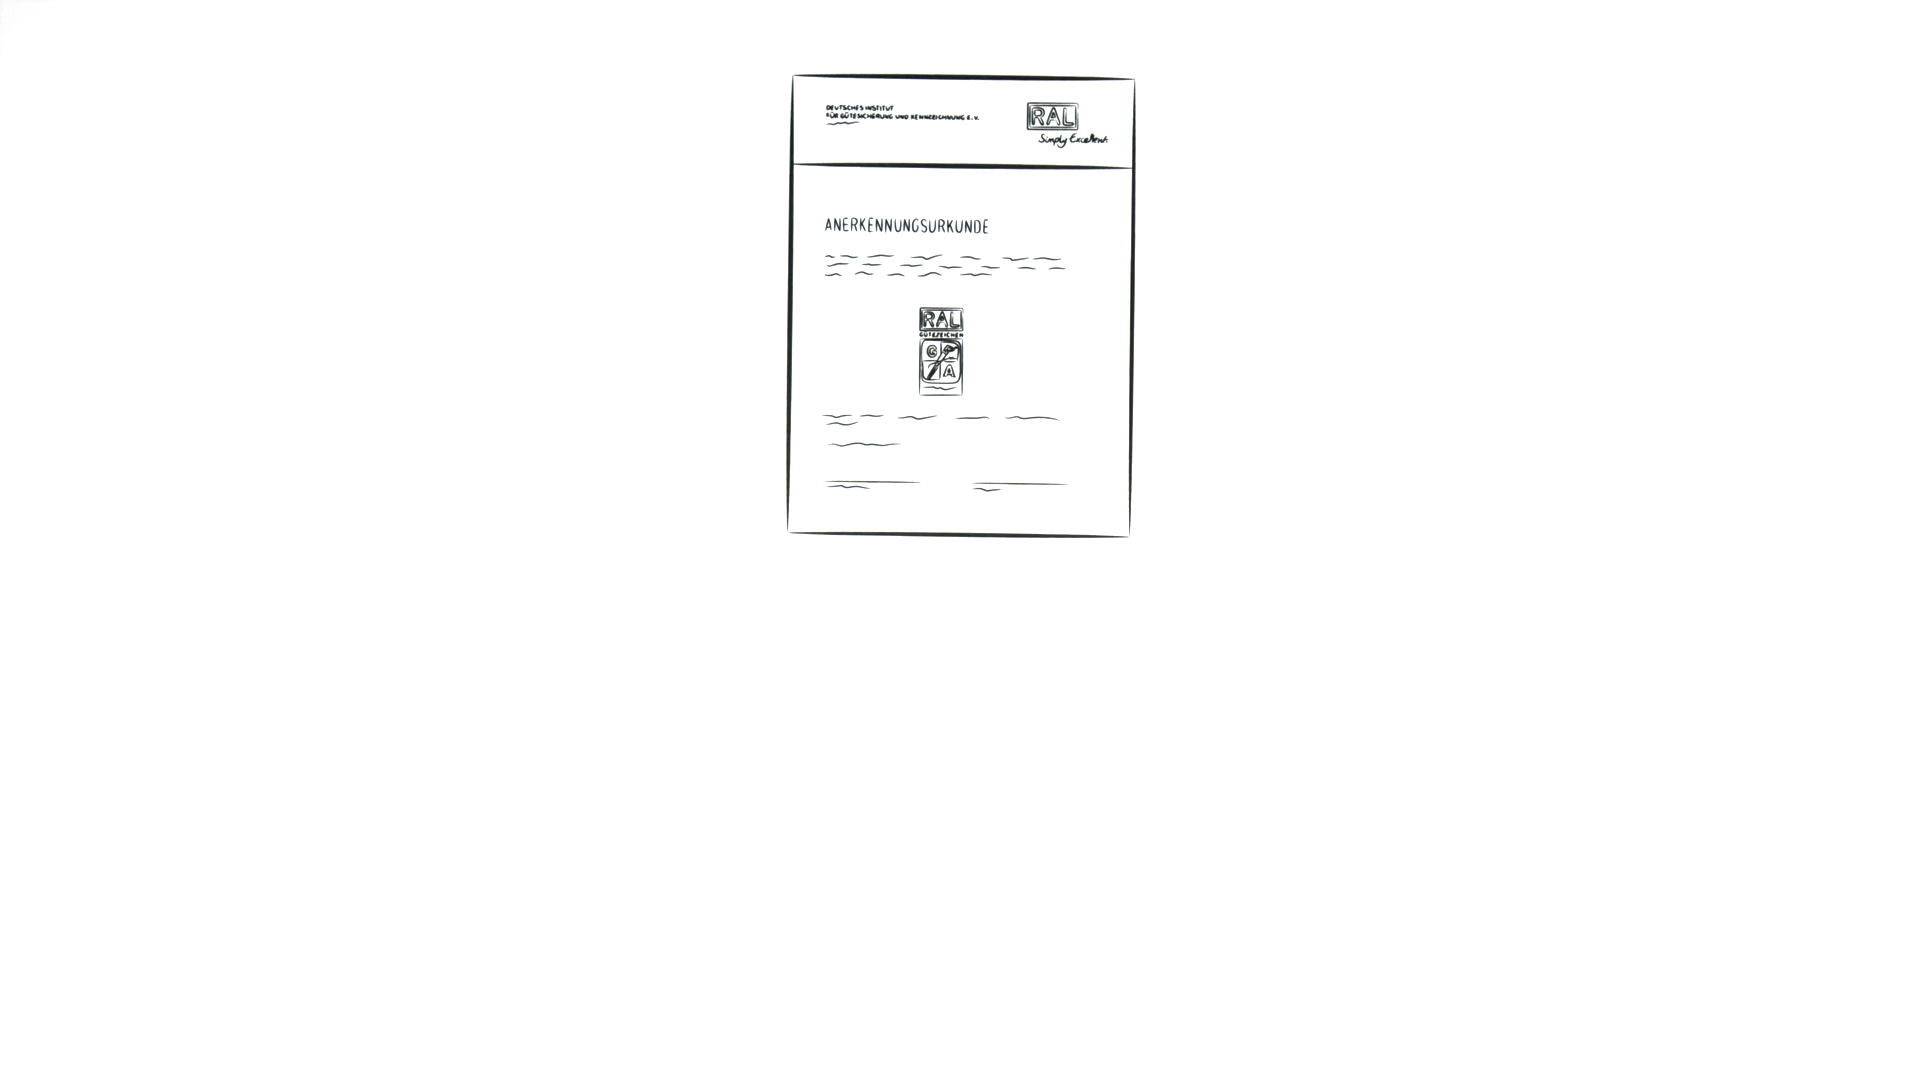 DEUTSCHES INSTITUT
FÜR GÜTESICHERUNG UND KENNZEICHNUNG E.V.
RAL
Simply Excellent
ANERKENNUNGSURKUNDE
RAL
GÜTEZEICHEN
A